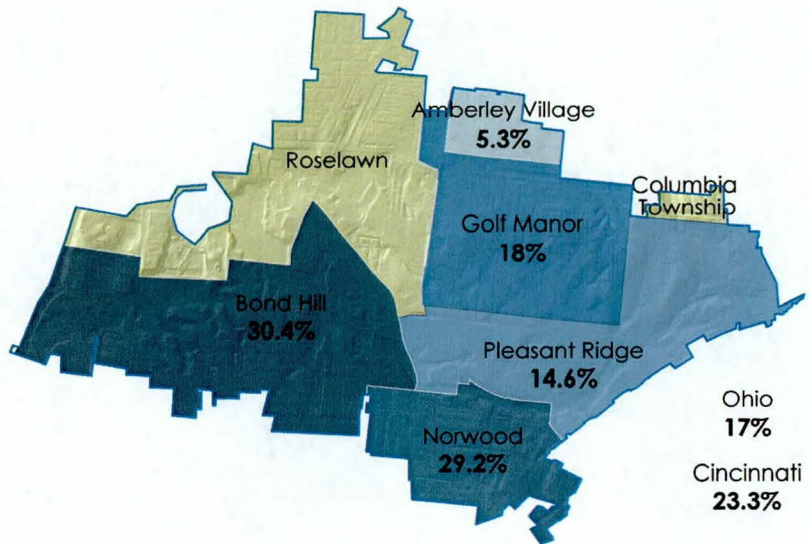 Amberley Village
5.3%
Roselawn
Columbia
Township
Golf Manor
18%
Bond Hill
30.4%
Pleasant Ridge
14.6%
Ohio
17%
Norwood
29.2%
Cincinnati
23.3%